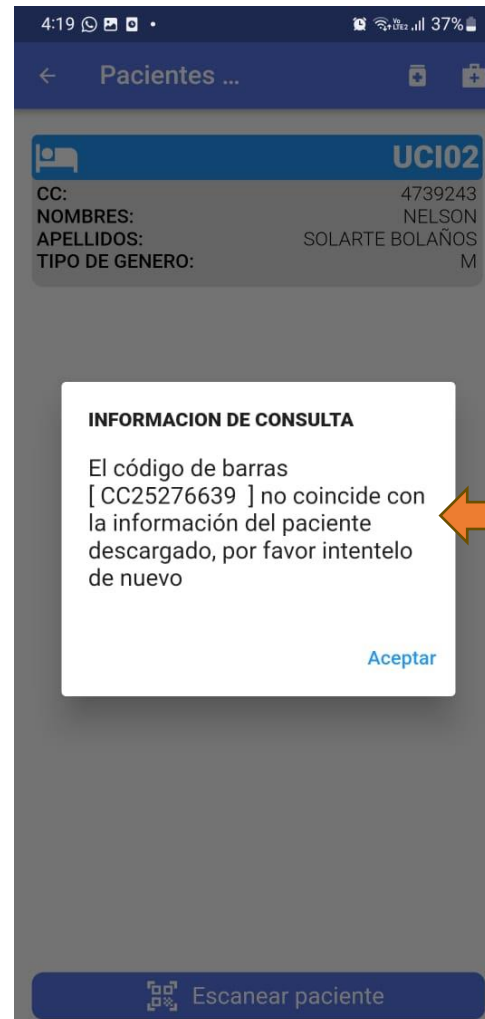 4:19 37%
Pacientes ...
UCI02
CC: 4739243
NOMBRES: NELSON
APELLIDOS: SOLARTE BOLAÑOS
TIPO DE GENERO: M
INFORMACION DE CONSULTA
El código de barras
[ CC25276639 ] no coincide con
la información del paciente
descargado, por favor intentelo
de nuevo
Aceptar
Escanear paciente